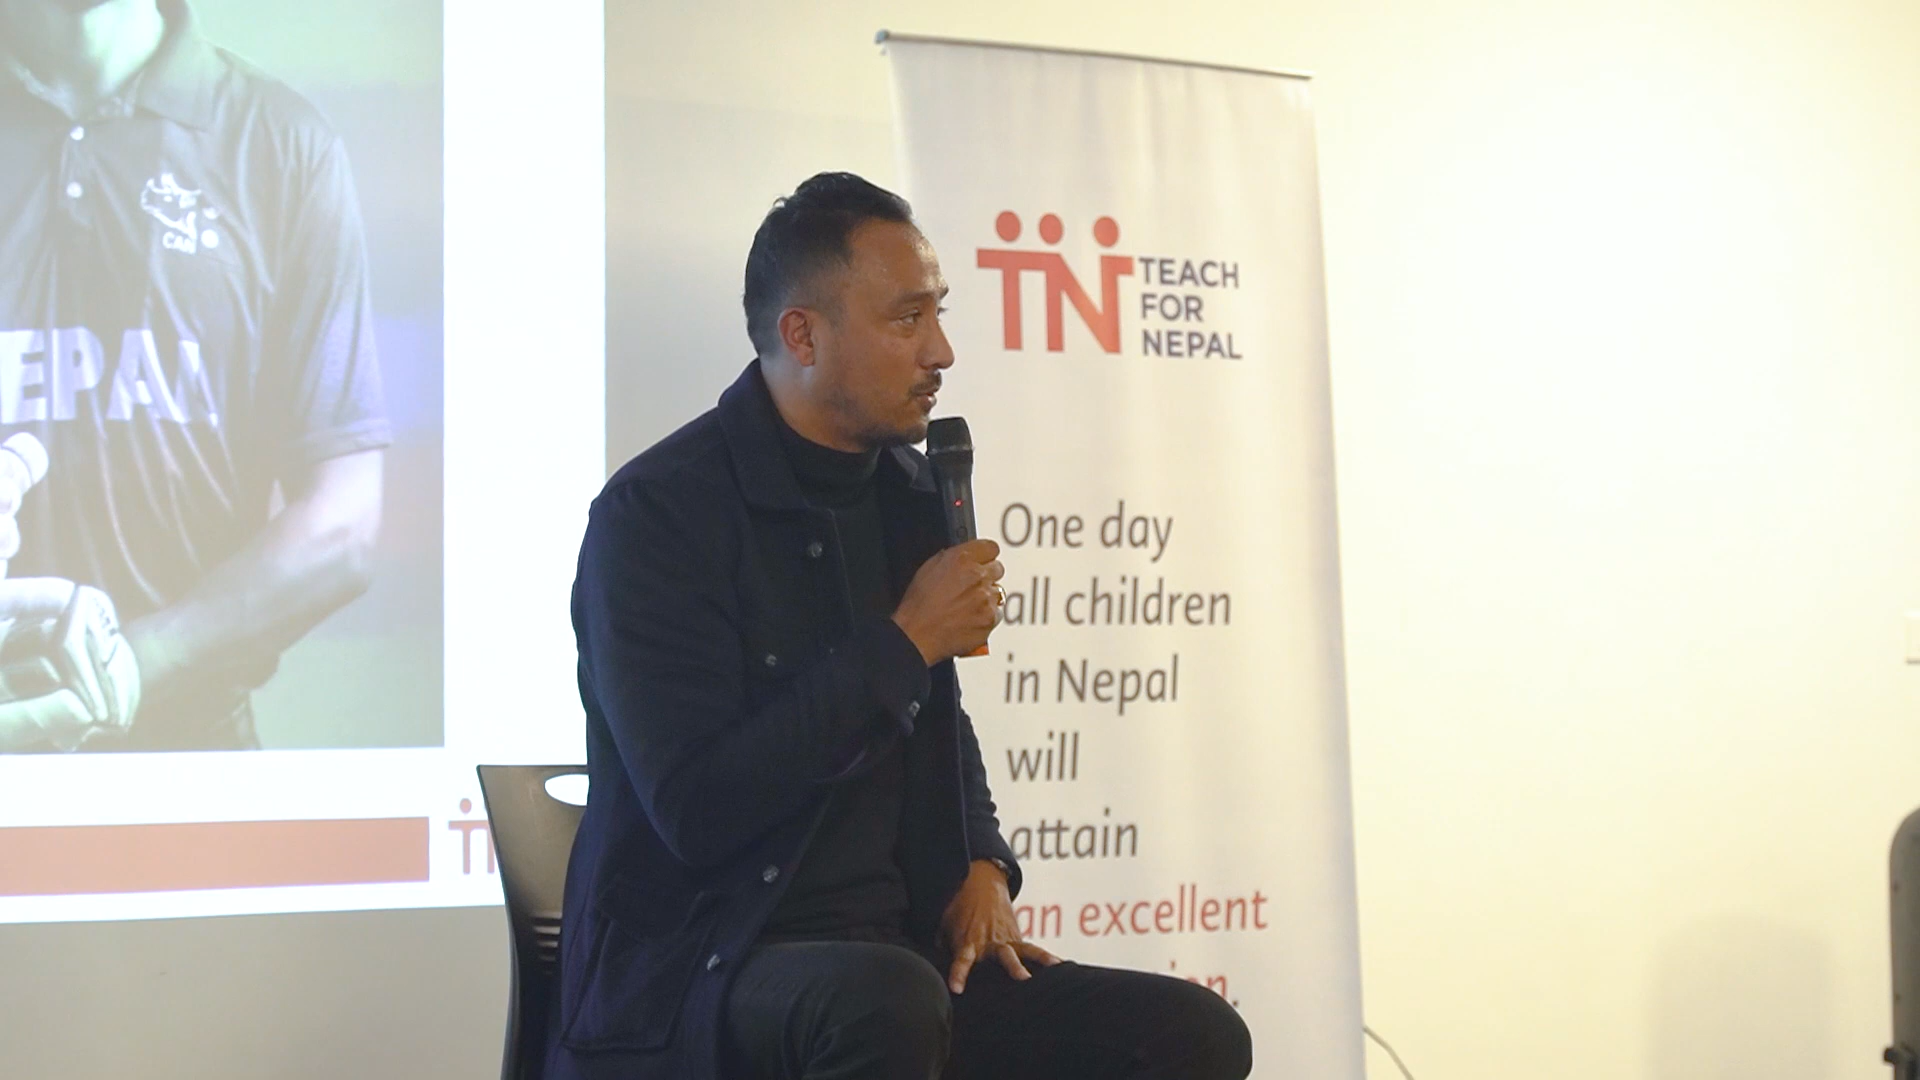 CAN
EPAL
TEACH
FOR
NEPAL
One day
all children
in Nepal
will
attain
an excellent